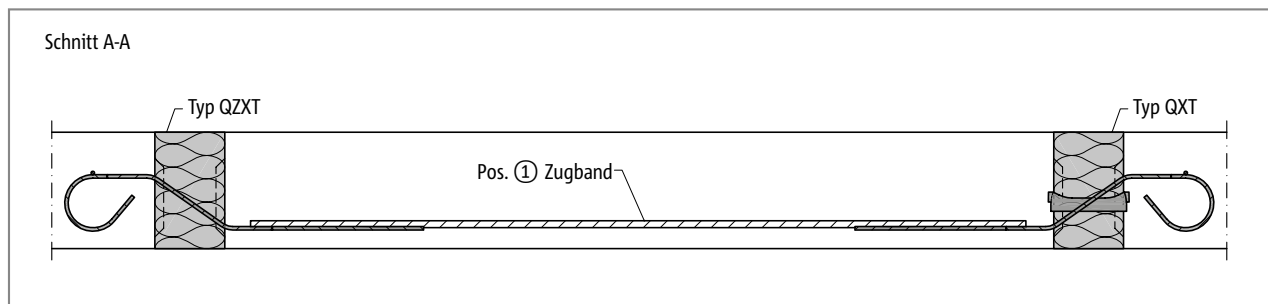 Schnitt A-A
Typ QZXT
Typ QXT
Pos. ① Zugband